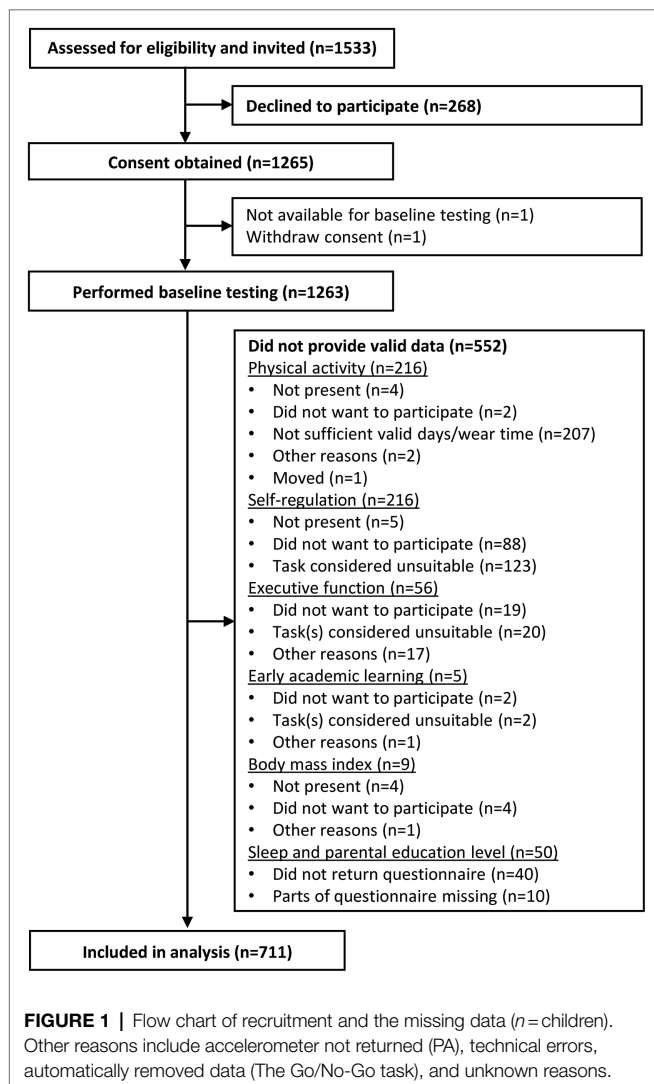 Assessed for eligibility and invited (n=1533)
Declined to participate (n=268)
Consent obtained (n=1265)
Not available for baseline testing (n=1)
Withdraw consent (n=1)
Performed baseline testing (n=1263)
Did not provide valid data (n=552)
Physical activity (n=216)
• Not present (n=4)
• Did not want to participate (n=2)
• Not sufficient valid days/wear time (n=207)
• Other reasons (n=2)
• Moved (n=1)
Self-regulation (n=216)
• Not present (n=5)
• Did not want to participate (n=88)
• Task considered unsuitable (n=123)
Executive function (n=56)
• Did not want to participate (n=19)
• Task(s) considered unsuitable (n=20)
• Other reasons (n=17)
Early academic learning (n=5)
• Did not want to participate (n=2)
• Task(s) considered unsuitable (n=2)
• Other reasons (n=1)
Body mass index (n=9)
• Not present (n=4)
• Did not want to participate (n=4)
• Other reasons (n=1)
Sleep and parental education level (n=50)
• Did not return questionnaire (n=40)
• Parts of questionnaire missing (n=10)
Included in analysis (n=711)
FIGURE 1 | Flow chart of recruitment and the missing data (n = children).
Other reasons include accelerometer not returned (PA), technical errors,
automatically removed data (The Go/No-Go task), and unknown reasons.